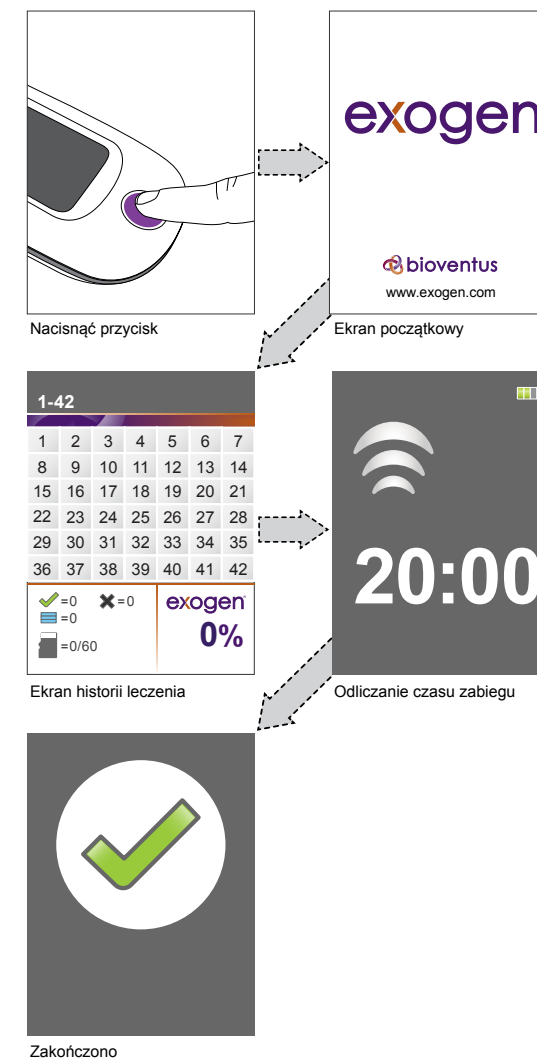 exogen
bioventus
www.exogen.com
Nacisnąć przycisk
Ekran początkowy
1-42
1 2 3 4 5 6 7
8 9 10 11 12 13 14
15 16 17 18 19 20 21
22 23 24 25 26 27 28
29 30 31 32 33 34 35
36 37 38 39 40 41 42
=0 =0
=0
=0/60
exogen
0%
20:00
Ekran historii leczenia
Odliczanie czasu zabiegu
Zakończono